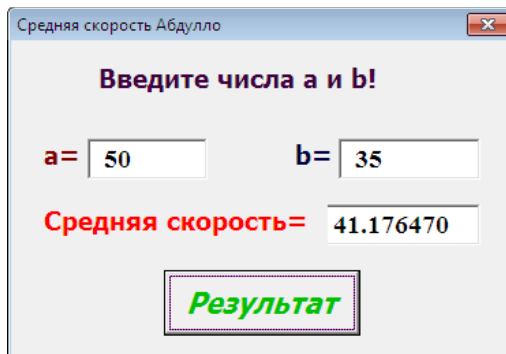 Средняя скорость Абдулло
Введите числа a и b!
a= 50 b= 35
Средняя скорость= 41.176470
Результат